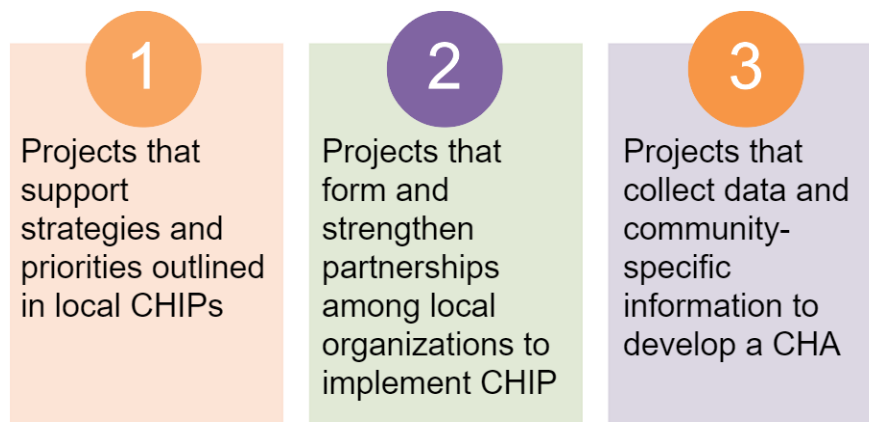 1
Projects that
support
strategies and
priorities outlined
in local CHIPs
2
Projects that
form and
strengthen
partnerships
among local
organizations to
implement CHIP
3
Projects that
collect data and
community-
specific
information to
develop a CHA